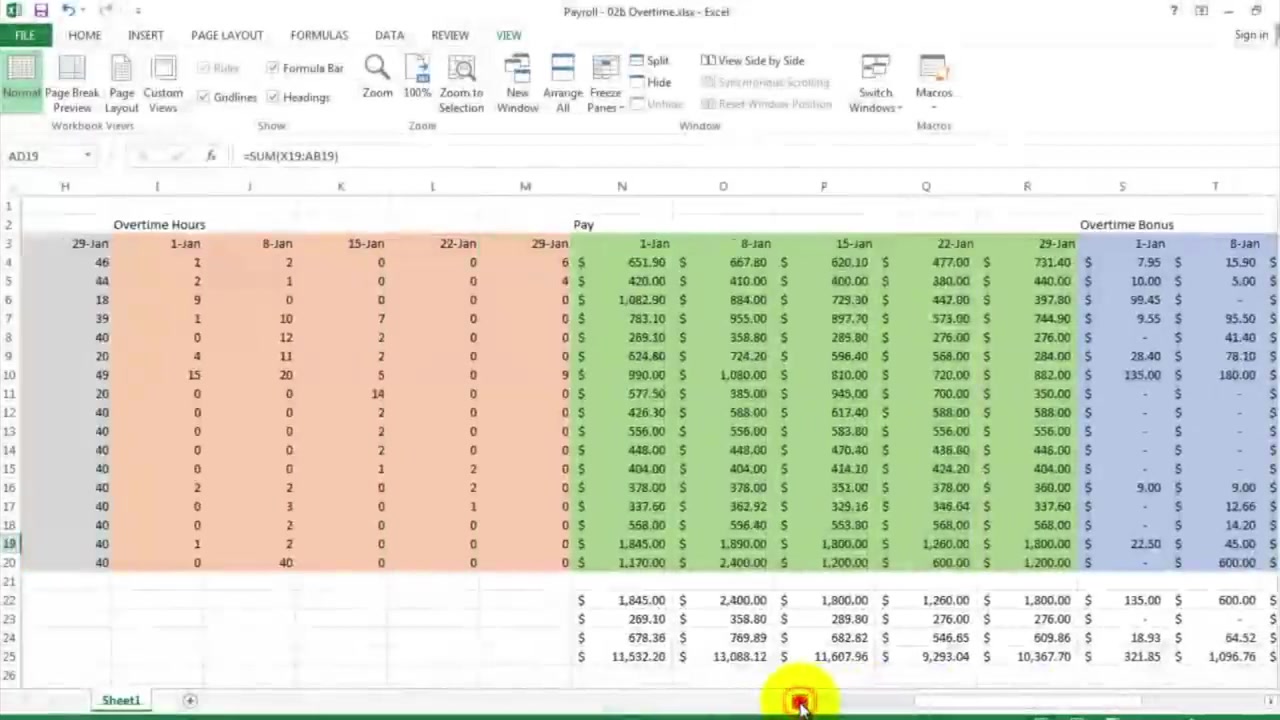 Payroll - 02b Overtime.xlsx - Excel
?
FILE HOME INSERT PAGE LAYOUT FORMULAS DATA REVIEW VIEW Sign in
Normal Page Break Preview Page Layout Custom Views
Workbook Views
Ruler Formula Bar
Gridlines Headings
Show
Zoom 100% Zoom to Selection
Zoom
New Window Arrange All Freeze Panes
Split View Side by Side
Hide Synchronous Scrolling
Unhide Reset Window Position
Window
Switch Windows
Macros
Macros
AD19 fx =SUM(X19:AB19)
H I J K L M N O P Q R S T
1
2 Overtime Hours Pay Overtime Bonus
3 29-Jan 1-Jan 8-Jan 15-Jan 22-Jan 29-Jan 1-Jan 8-Jan 15-Jan 22-Jan 29-Jan 1-Jan 8-Jan
4 46 1 2 0 0 6 $ 651.90 $ 667.80 $ 620.10 $ 477.00 $ 731.40 $ 7.95 $ 15.90 $
5 44 2 1 0 0 4 $ 420.00 $ 410.00 $ 400.00 $ 380.00 $ 440.00 $ 10.00 $ 5.00 $
6 18 9 0 0 0 0 $ 1,082.90 $ 884.00 $ 729.30 $ 442.00 $ 397.80 $ 99.45 $ - $
7 39 1 10 7 0 0 $ 783.10 $ 955.00 $ 897.70 $ 573.00 $ 744.90 $ 9.55 $ 95.50 $
8 40 0 12 2 0 0 $ 269.10 $ 358.80 $ 289.80 $ 276.00 $ 276.00 $ - $ 41.40 $
9 20 4 11 2 0 0 $ 624.80 $ 724.20 $ 596.40 $ 568.00 $ 284.00 $ 28.40 $ 78.10 $
10 49 15 20 5 0 9 $ 990.00 $ 1,080.00 $ 810.00 $ 720.00 $ 882.00 $ 135.00 $ 180.00 $
11 20 0 0 14 0 0 $ 577.50 $ 385.00 $ 945.00 $ 700.00 $ 350.00 $ - $ - $
12 40 0 0 2 0 0 $ 426.30 $ 588.00 $ 617.40 $ 588.00 $ 588.00 $ - $ - $
13 40 0 0 2 0 0 $ 556.00 $ 556.00 $ 583.80 $ 556.00 $ 556.00 $ - $ - $
14 40 0 0 2 0 0 $ 448.00 $ 448.00 $ 470.40 $ 436.80 $ 448.00 $ - $ - $
15 40 0 0 1 2 0 $ 404.00 $ 404.00 $ 414.10 $ 424.20 $ 404.00 $ - $ - $
16 40 2 2 0 2 0 $ 378.00 $ 378.00 $ 351.00 $ 378.00 $ 360.00 $ 9.00 $ 9.00 $
17 40 0 3 0 1 0 $ 337.60 $ 362.92 $ 329.16 $ 346.04 $ 337.60 $ - $ 12.66 $
18 40 0 2 0 0 0 $ 568.00 $ 596.40 $ 553.80 $ 568.00 $ 568.00 $ - $ 14.20 $
19 40 1 2 0 0 0 $ 1,845.00 $ 1,890.00 $ 1,800.00 $ 1,260.00 $ 1,800.00 $ 22.50 $ 45.00 $
20 40 0 40 0 0 0 $ 1,170.00 $ 2,400.00 $ 1,200.00 $ 600.00 $ 1,200.00 $ - $ 600.00 $
21
22 $ 1,845.00 $ 2,400.00 $ 1,800.00 $ 1,260.00 $ 1,800.00 $ 135.00 $ 600.00 $
23 $ 269.10 $ 358.80 $ 289.80 $ 276.00 $ 276.00 $ - $ - $
24 $ 678.36 $ 769.89 $ 682.82 $ 546.65 $ 609.86 $ 18.93 $ 64.52 $
25 $ 11,532.20 $ 13,088.12 $ 11,607.96 $ 9,293.04 $ 10,367.70 $ 321.85 $ 1,096.76 $
26
Sheet1